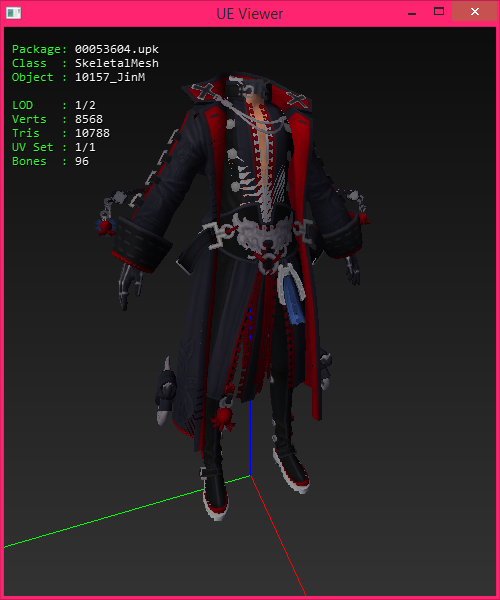 UE Viewer
Package: 00053604.upk
Class : SkeletalMesh
Object : 10157_JinM
LOD : 1/2
Verts : 8568
Tris : 10788
UV Set : 1/1
Bones : 96